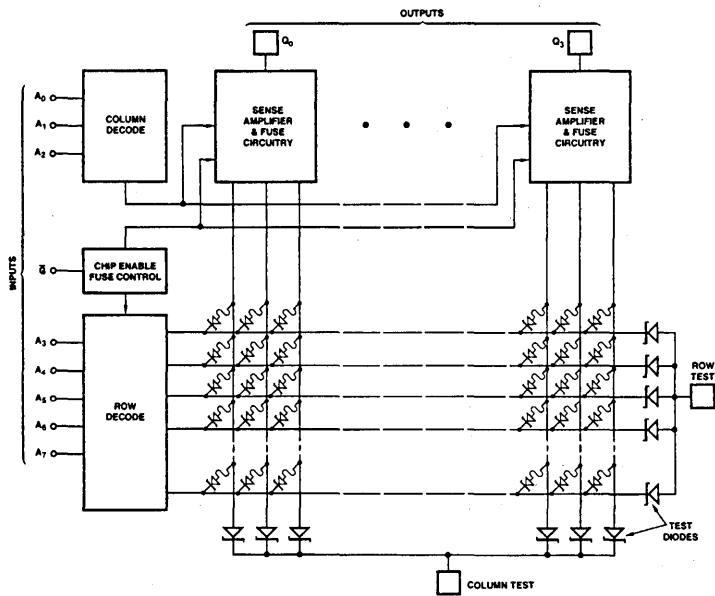 OUTPUTS
Q0
Q3
A0
A1
A2
COLUMN
DECODE
SENSE
AMPLIFIER
& FUSE
CIRCUITRY
SENSE
AMPLIFIER
& FUSE
CIRCUITRY
INPUTS
G̅I̅
CHIP ENABLE
FUSE CONTROL
A3
A4
A5
A6
A7
ROW
DECODE
ROW
TEST
TEST
DIODES
COLUMN TEST